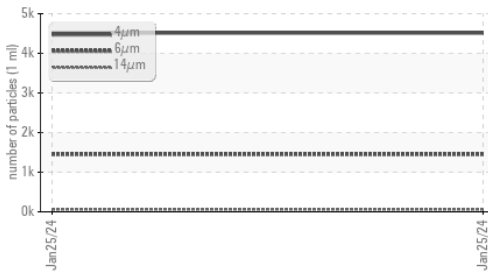 number of particles (1 ml)
5k
4k
3k
2k
1k
0k
4μm
6μm
14μm
Jan25/24
Jan25/24